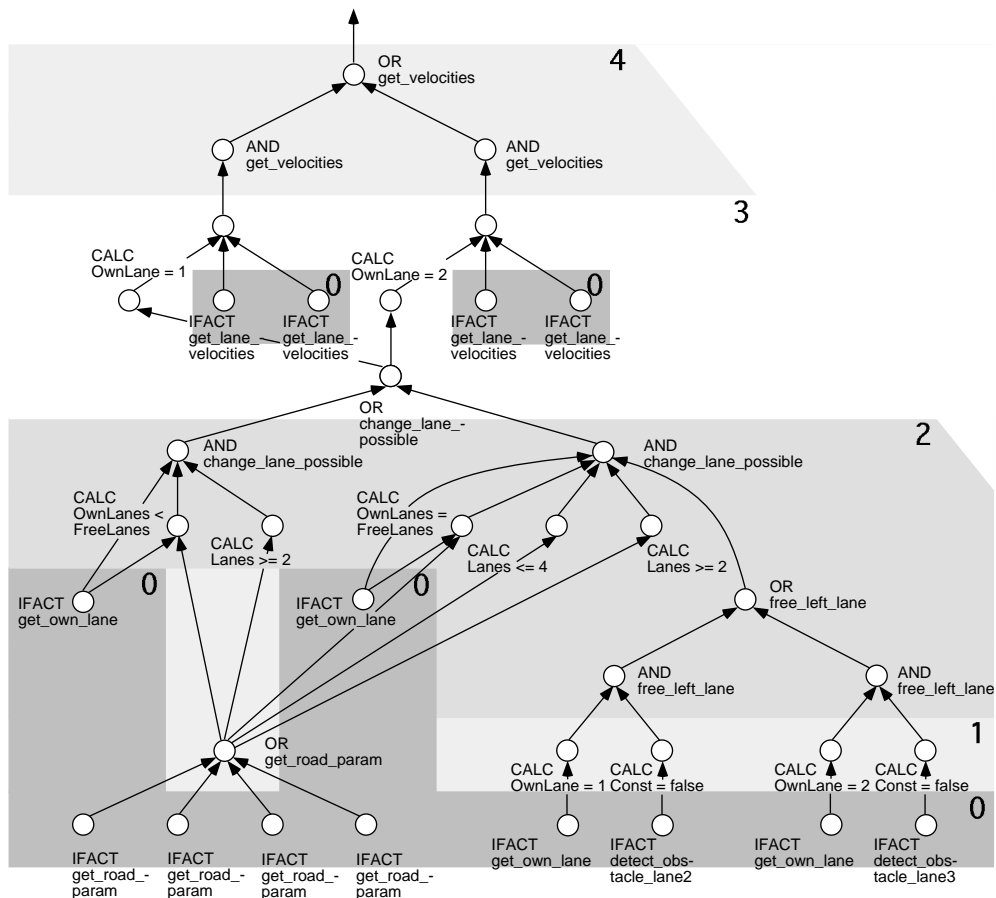 OR
get_velocities
4
AND
get_velocities
AND
get_velocities
3
CALC
OwnLane = 1
CALC
OwnLane = 2
0
0
IFACT
get_lane_-
velocities
IFACT
get_lane_-
velocities
IFACT
get_lane_-
velocities
IFACT
get_lane_-
velocities
OR
change_lane_-
possible
2
AND
change_lane_possible
AND
change_lane_possible
CALC
OwnLanes <
FreeLanes
CALC
Lanes >= 2
CALC
OwnLanes =
FreeLanes
CALC
Lanes <= 4
CALC
Lanes >= 2
0
0
IFACT
get_own_lane
IFACT
get_own_lane
OR
free_left_lane
AND
free_left_lane
AND
free_left_lane
1
OR
get_road_param
CALC
OwnLane = 1
CALC
Const = false
CALC
OwnLane = 2
CALC
Const = false
0
IFACT
get_road_-
param
IFACT
get_road_-
param
IFACT
get_road_-
param
IFACT
get_road_-
param
IFACT
get_own_lane
IFACT
detect_obs-
tacle_lane2
IFACT
get_own_lane
IFACT
detect_obs-
tacle_lane3